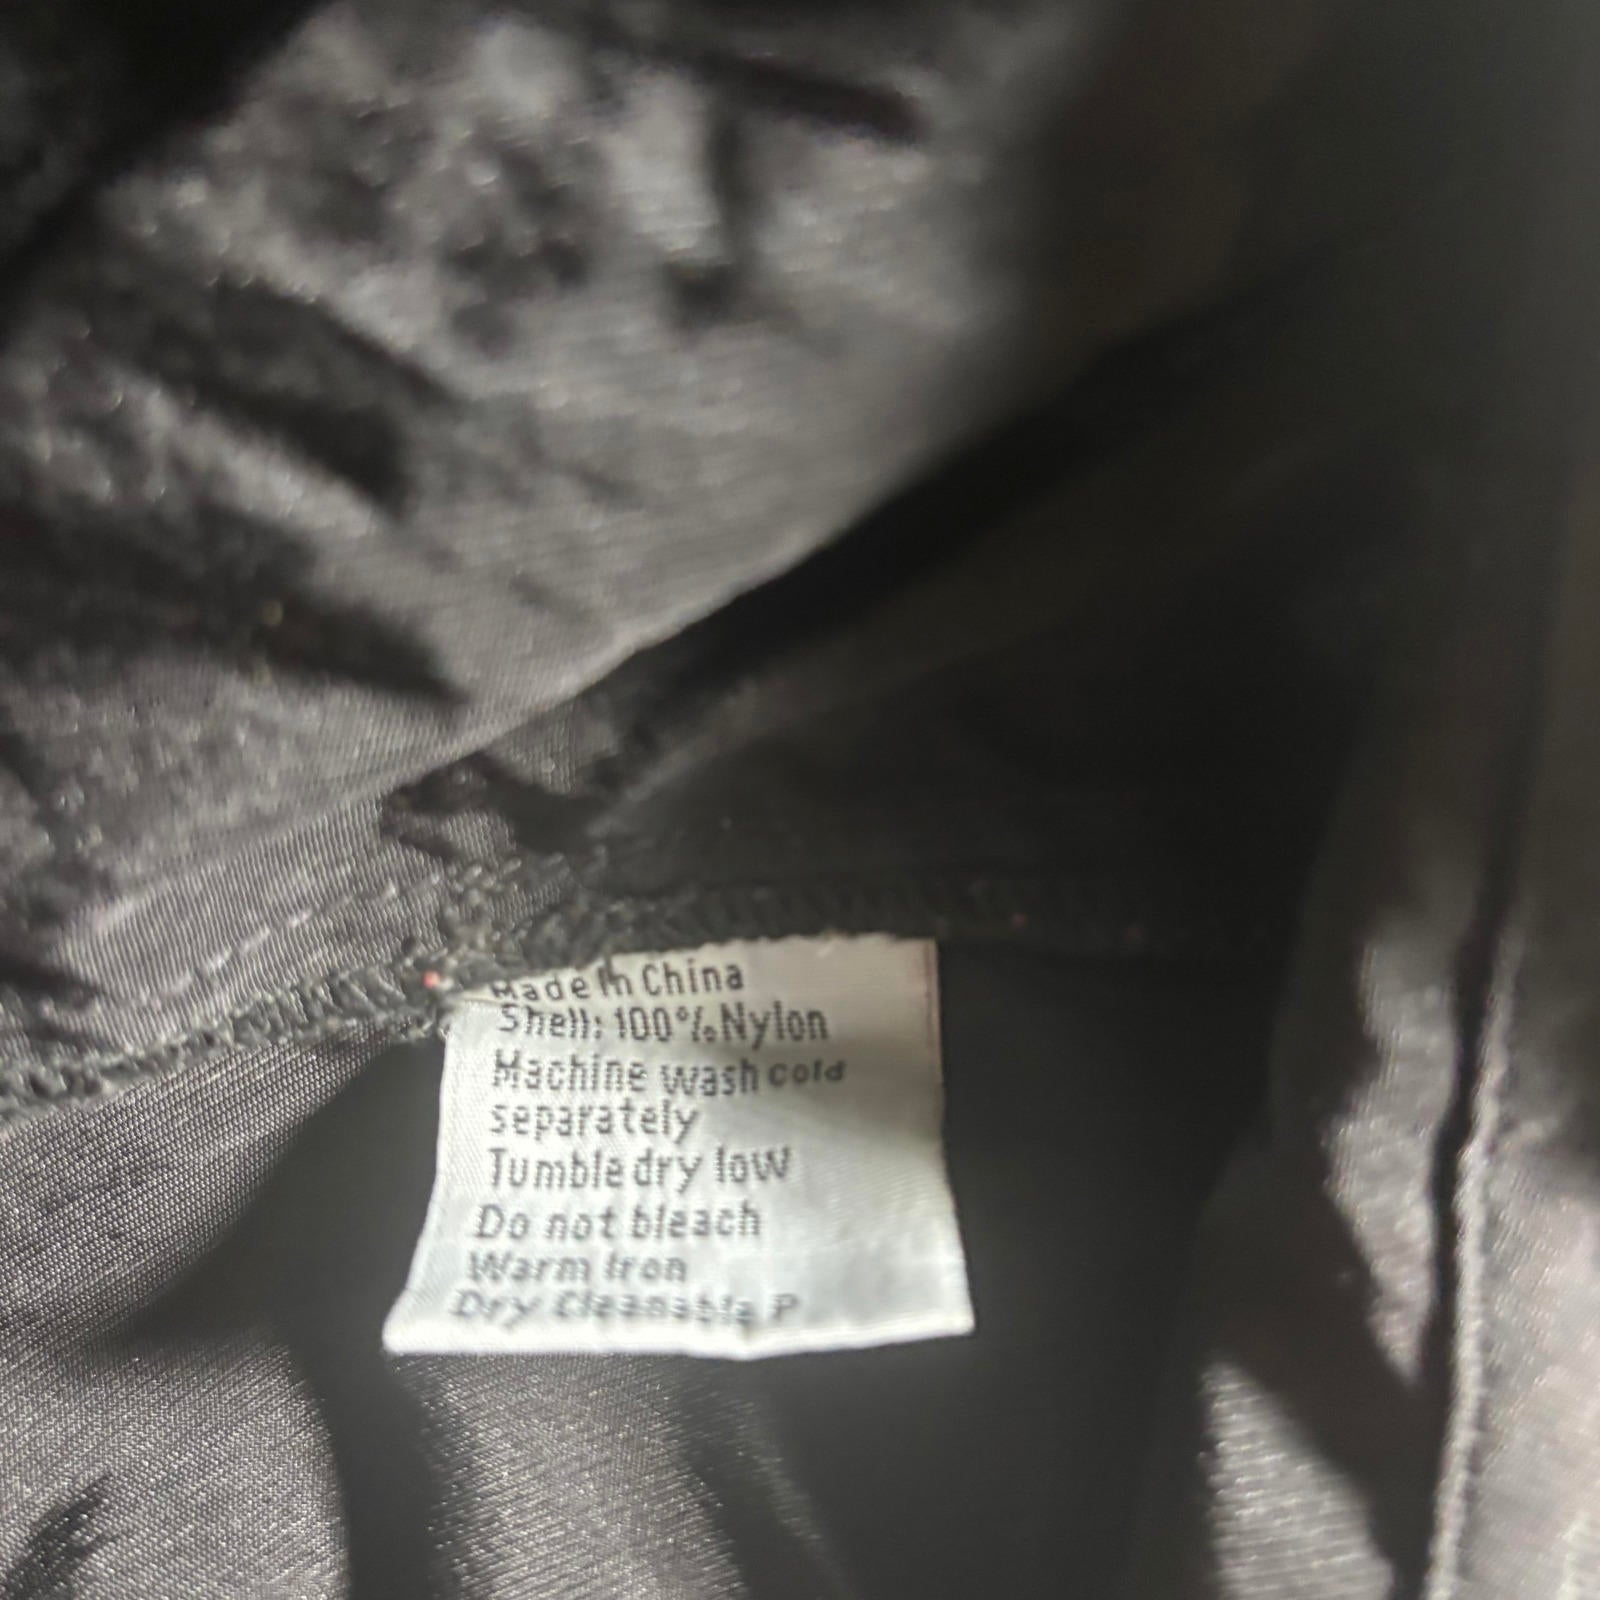 Made in China
Shell: 100% Nylon
Machine wash cold
separately
Tumble dry low
Do not bleach
Warm Iron
Dry Cleanable P